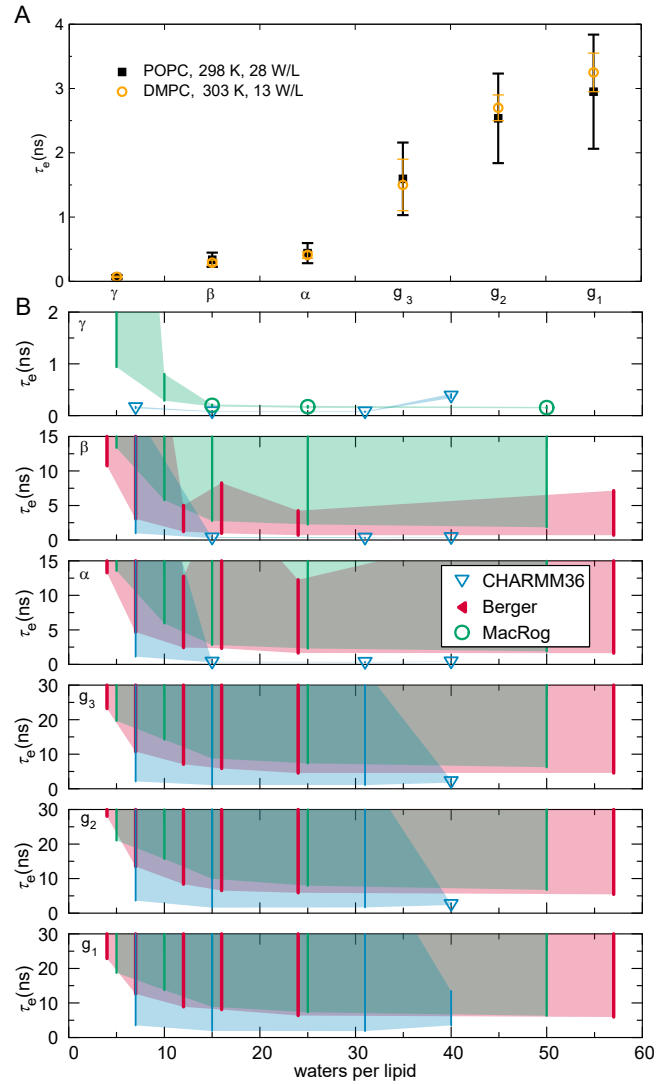 A
4
3
2
1
0
τe(ns)
POPC, 298 K, 28 W/L
DMPC, 303 K, 13 W/L
γ β α g3 g2 g1
B
2
1
0
τe(ns)
γ
15
10
5
0
τe(ns)
β
15
10
5
0
τe(ns)
α
CHARMM36
Berger
MacRog
30
20
10
0
τe(ns)
g3
30
20
10
0
τe(ns)
g2
30
20
10
0
τe(ns)
g1
0 10 20 30 40 50 60
waters per lipid